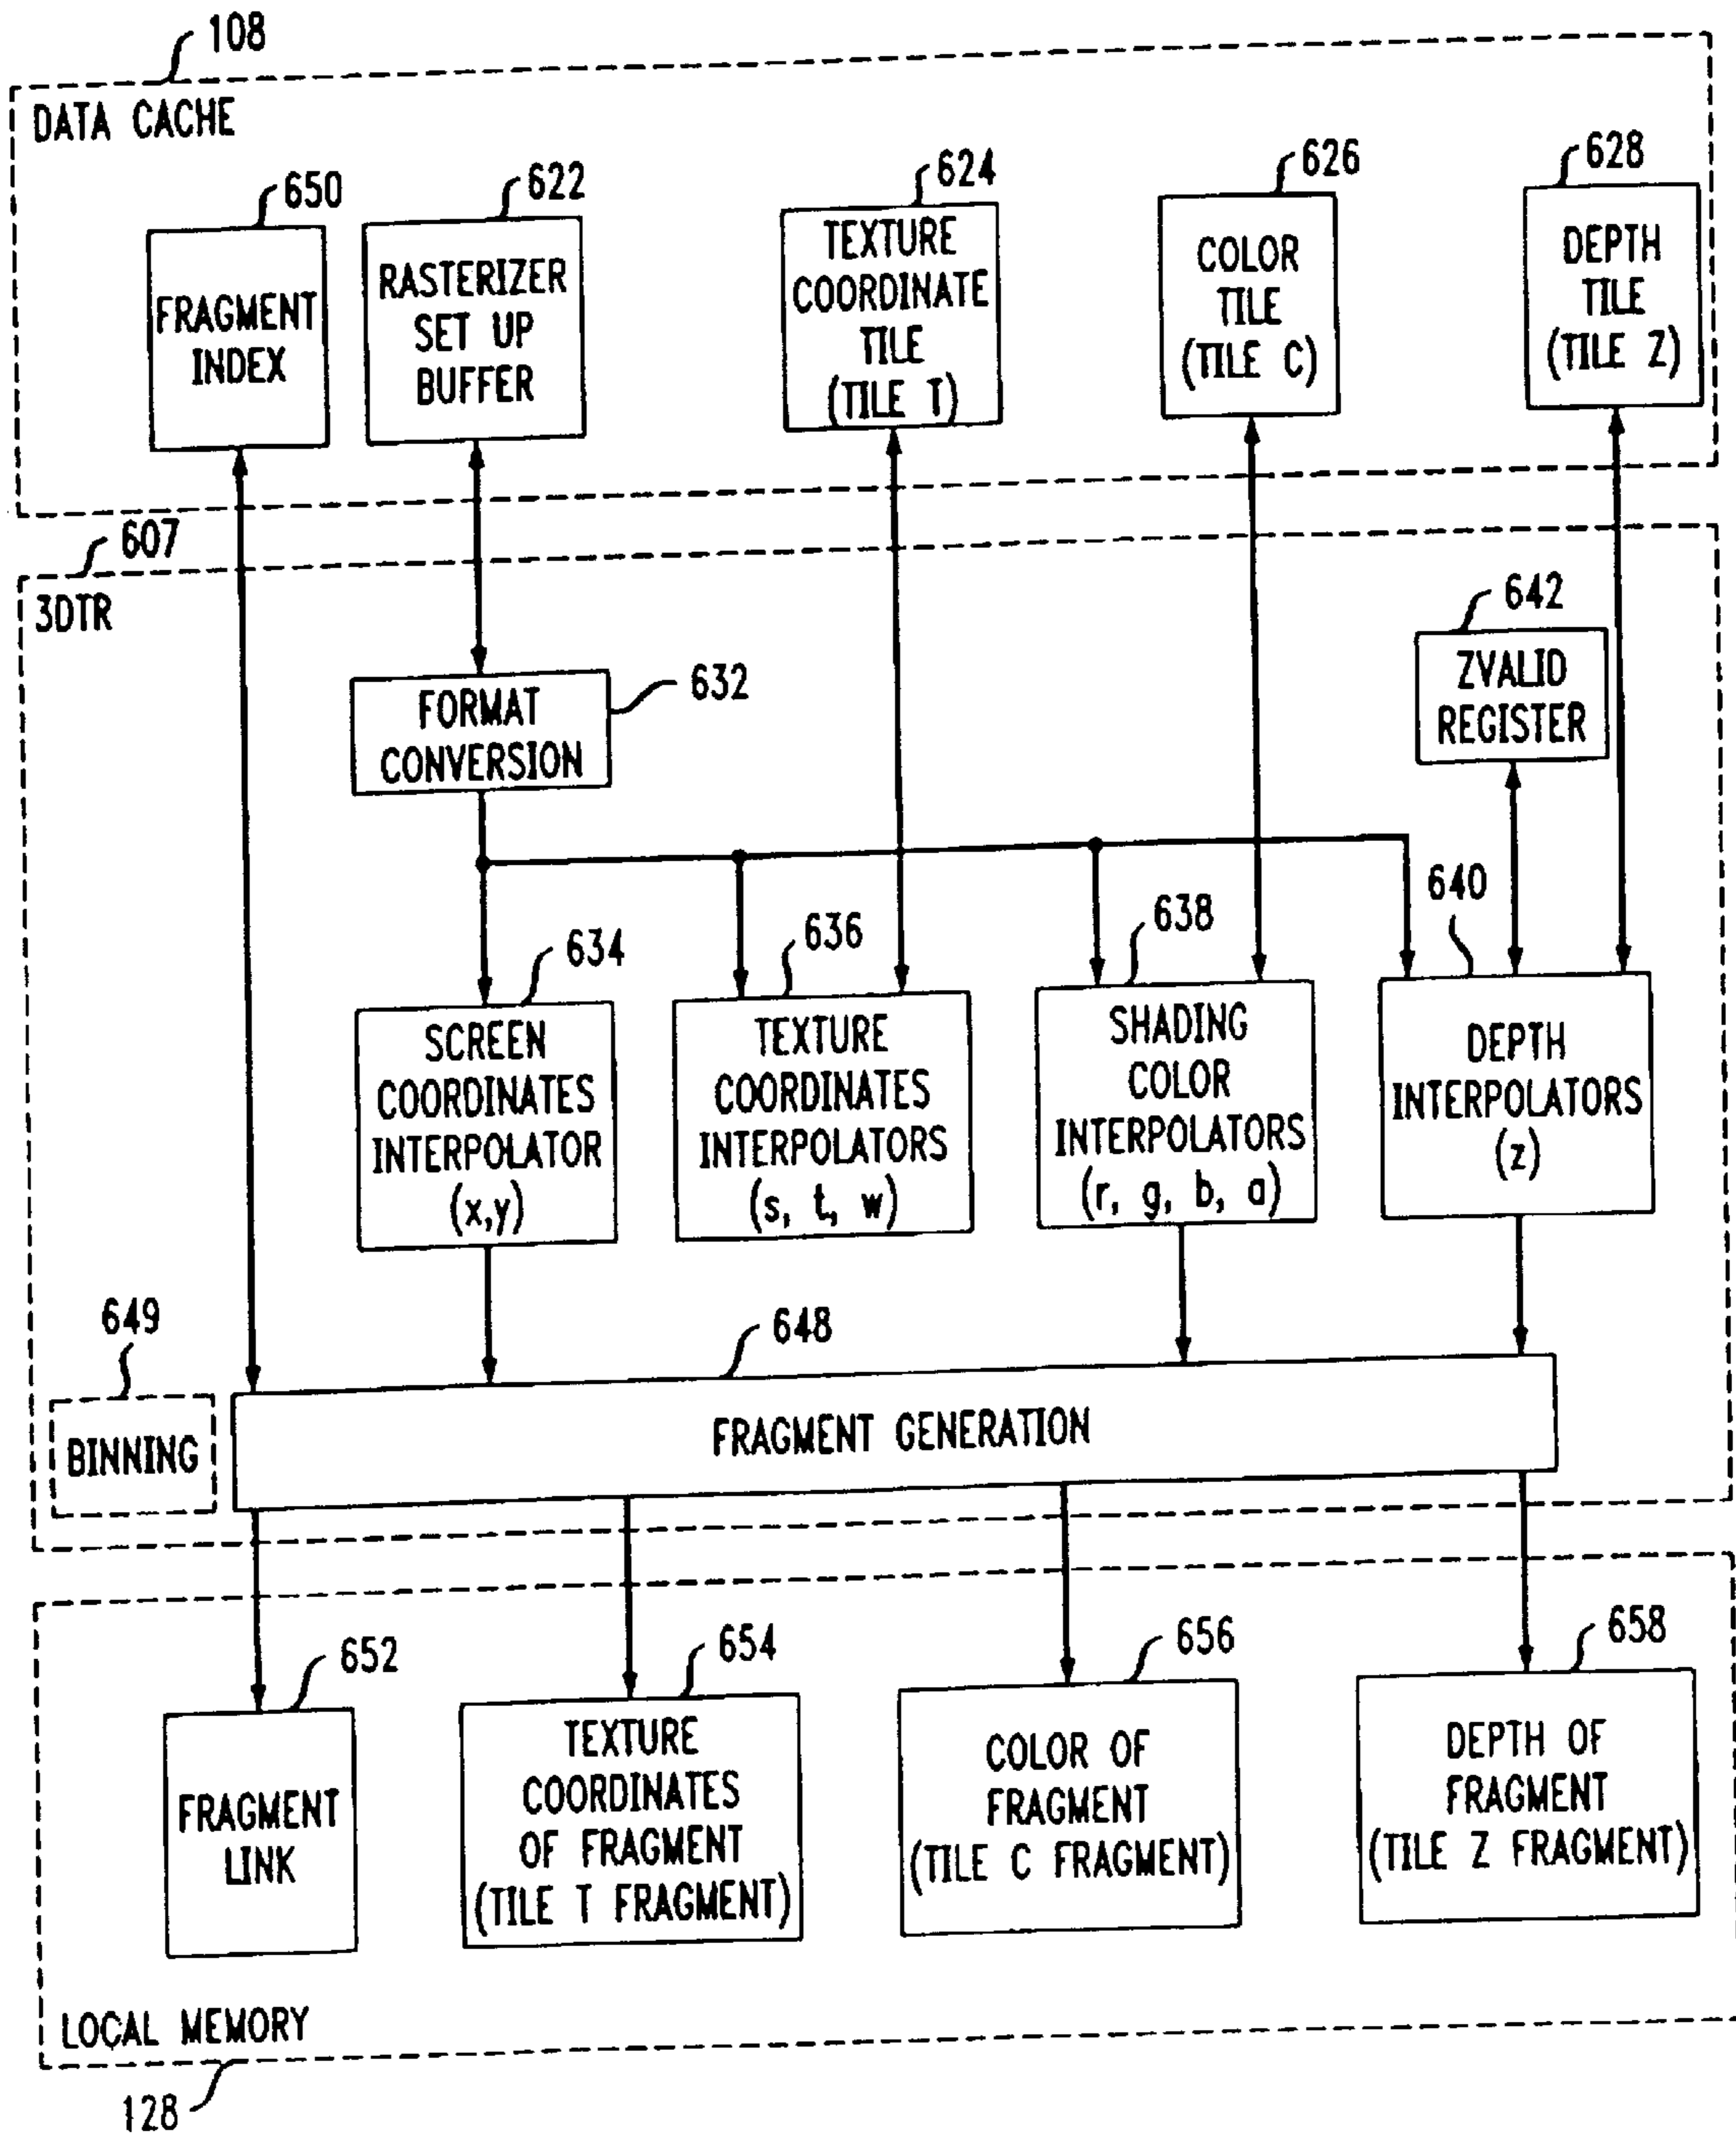 108
DATA CACHE
650
622
624
626
628
FRAGMENT
INDEX
RASTERIZER
SET UP
BUFFER
TEXTURE
COORDINATE
TILE
(TILE T)
COLOR
TILE
(TILE C)
DEPTH
TILE
(TILE Z)
607
3DTR
642
ZVALID
REGISTER
FORMAT
CONVERSION
632
634
636
638
640
SCREEN
COORDINATES
INTERPOLATOR
(x,y)
TEXTURE
COORDINATES
INTERPOLATORS
(s, t, w)
SHADING
COLOR
INTERPOLATORS
(r, g, b, a)
DEPTH
INTERPOLATORS
(z)
649
BINNING
648
FRAGMENT GENERATION
652
654
656
658
FRAGMENT
LINK
TEXTURE
COORDINATES
OF FRAGMENT
(TILE T FRAGMENT)
COLOR OF
FRAGMENT
(TILE C FRAGMENT)
DEPTH OF
FRAGMENT
(TILE Z FRAGMENT)
LOCAL MEMORY
128